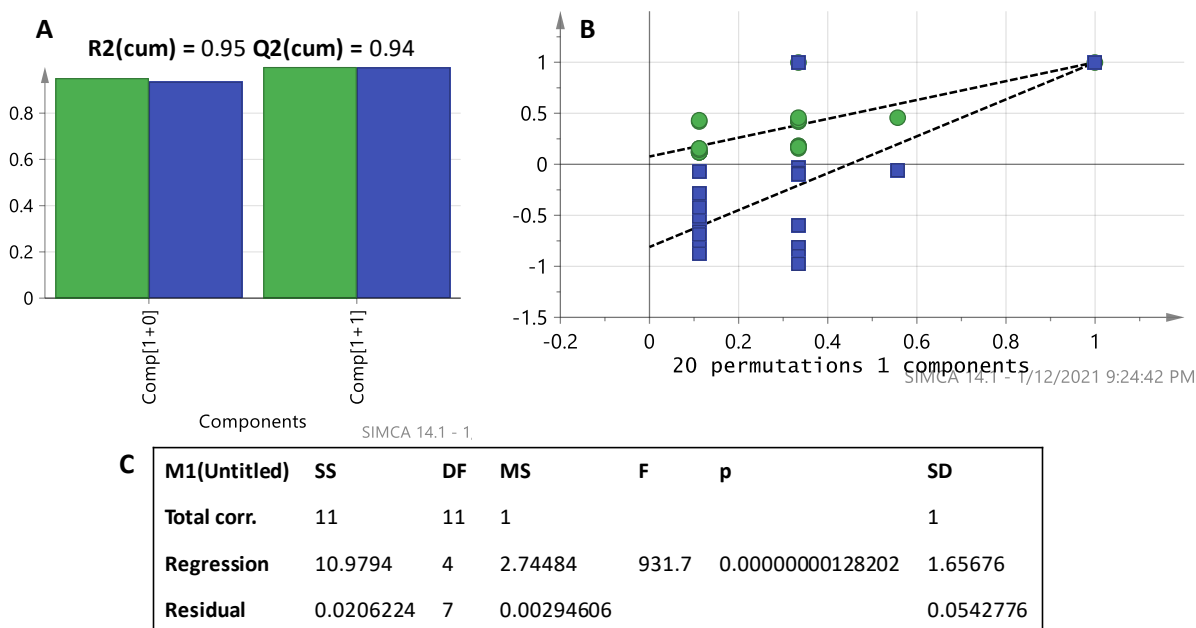 A
R2(cum) = 0.95 Q2(cum) = 0.94
0.8
0.6
0.4
0.2
0
Comp[1+0]
Comp[1+1]
Components
SIMCA 14.1 - 1
B
1
0.5
0
-0.5
-1
-1.5
-0.2 0 0.2 0.4 0.6 0.8 1
20 permutations 1 components
SIMCA 14.1 - 1/12/2021 9:24:42 PM
C
M1(Untitled) SS DF MS F p SD
Total corr. 11 11 1 1
Regression 10.9794 4 2.74484 931.7 0.00000000128202 1.65676
Residual 0.0206224 7 0.00294606 0.0542776